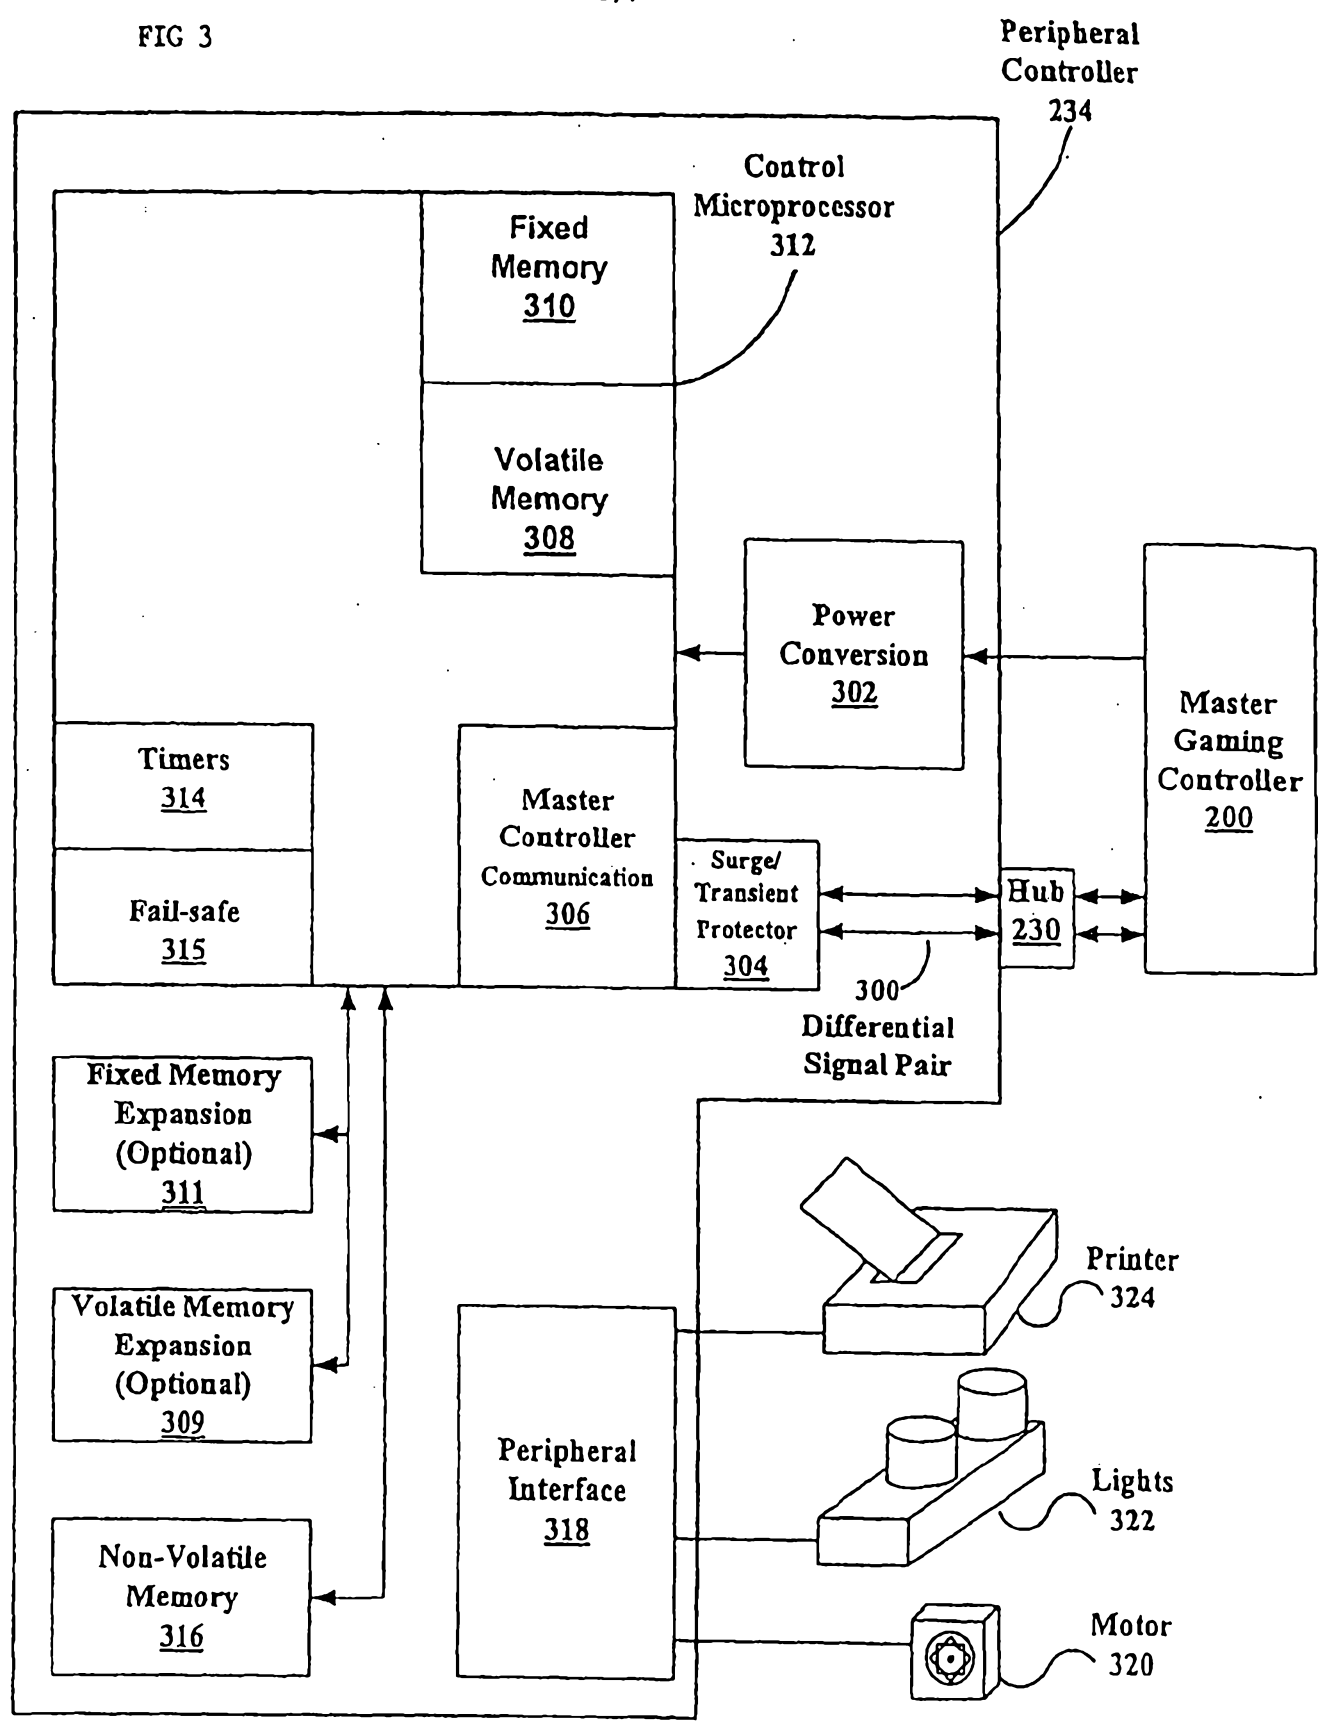 FIG 3
Peripheral
Controller
234
Control
Microprocessor
312
Fixed
Memory
310
Volatile
Memory
308
Power
Conversion
302
Master
Gaming
Controller
200
Timers
314
Fail-safe
315
Master
Controller
Communication
306
Surge/
Transient
Protector
304
Hub
230
300
Differential
Signal Pair
Fixed Memory
Expansion
(Optional)
311
Volatile Memory
Expansion
(Optional)
309
Non-Volatile
Memory
316
Peripheral
Interface
318
Printer
324
Lights
322
Motor
320